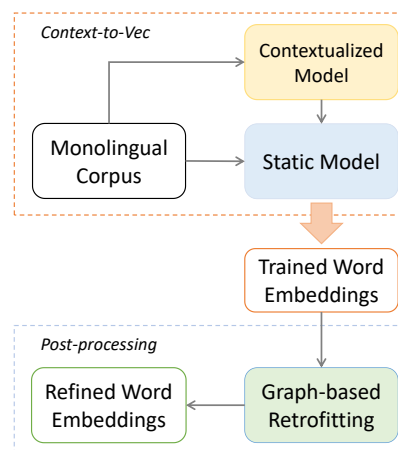 Context-to-Vec
Contextualized
Model
Monolingual
Corpus
Static Model
Trained Word
Embeddings
Post-processing
Refined Word
Embeddings
Graph-based
Retrofitting